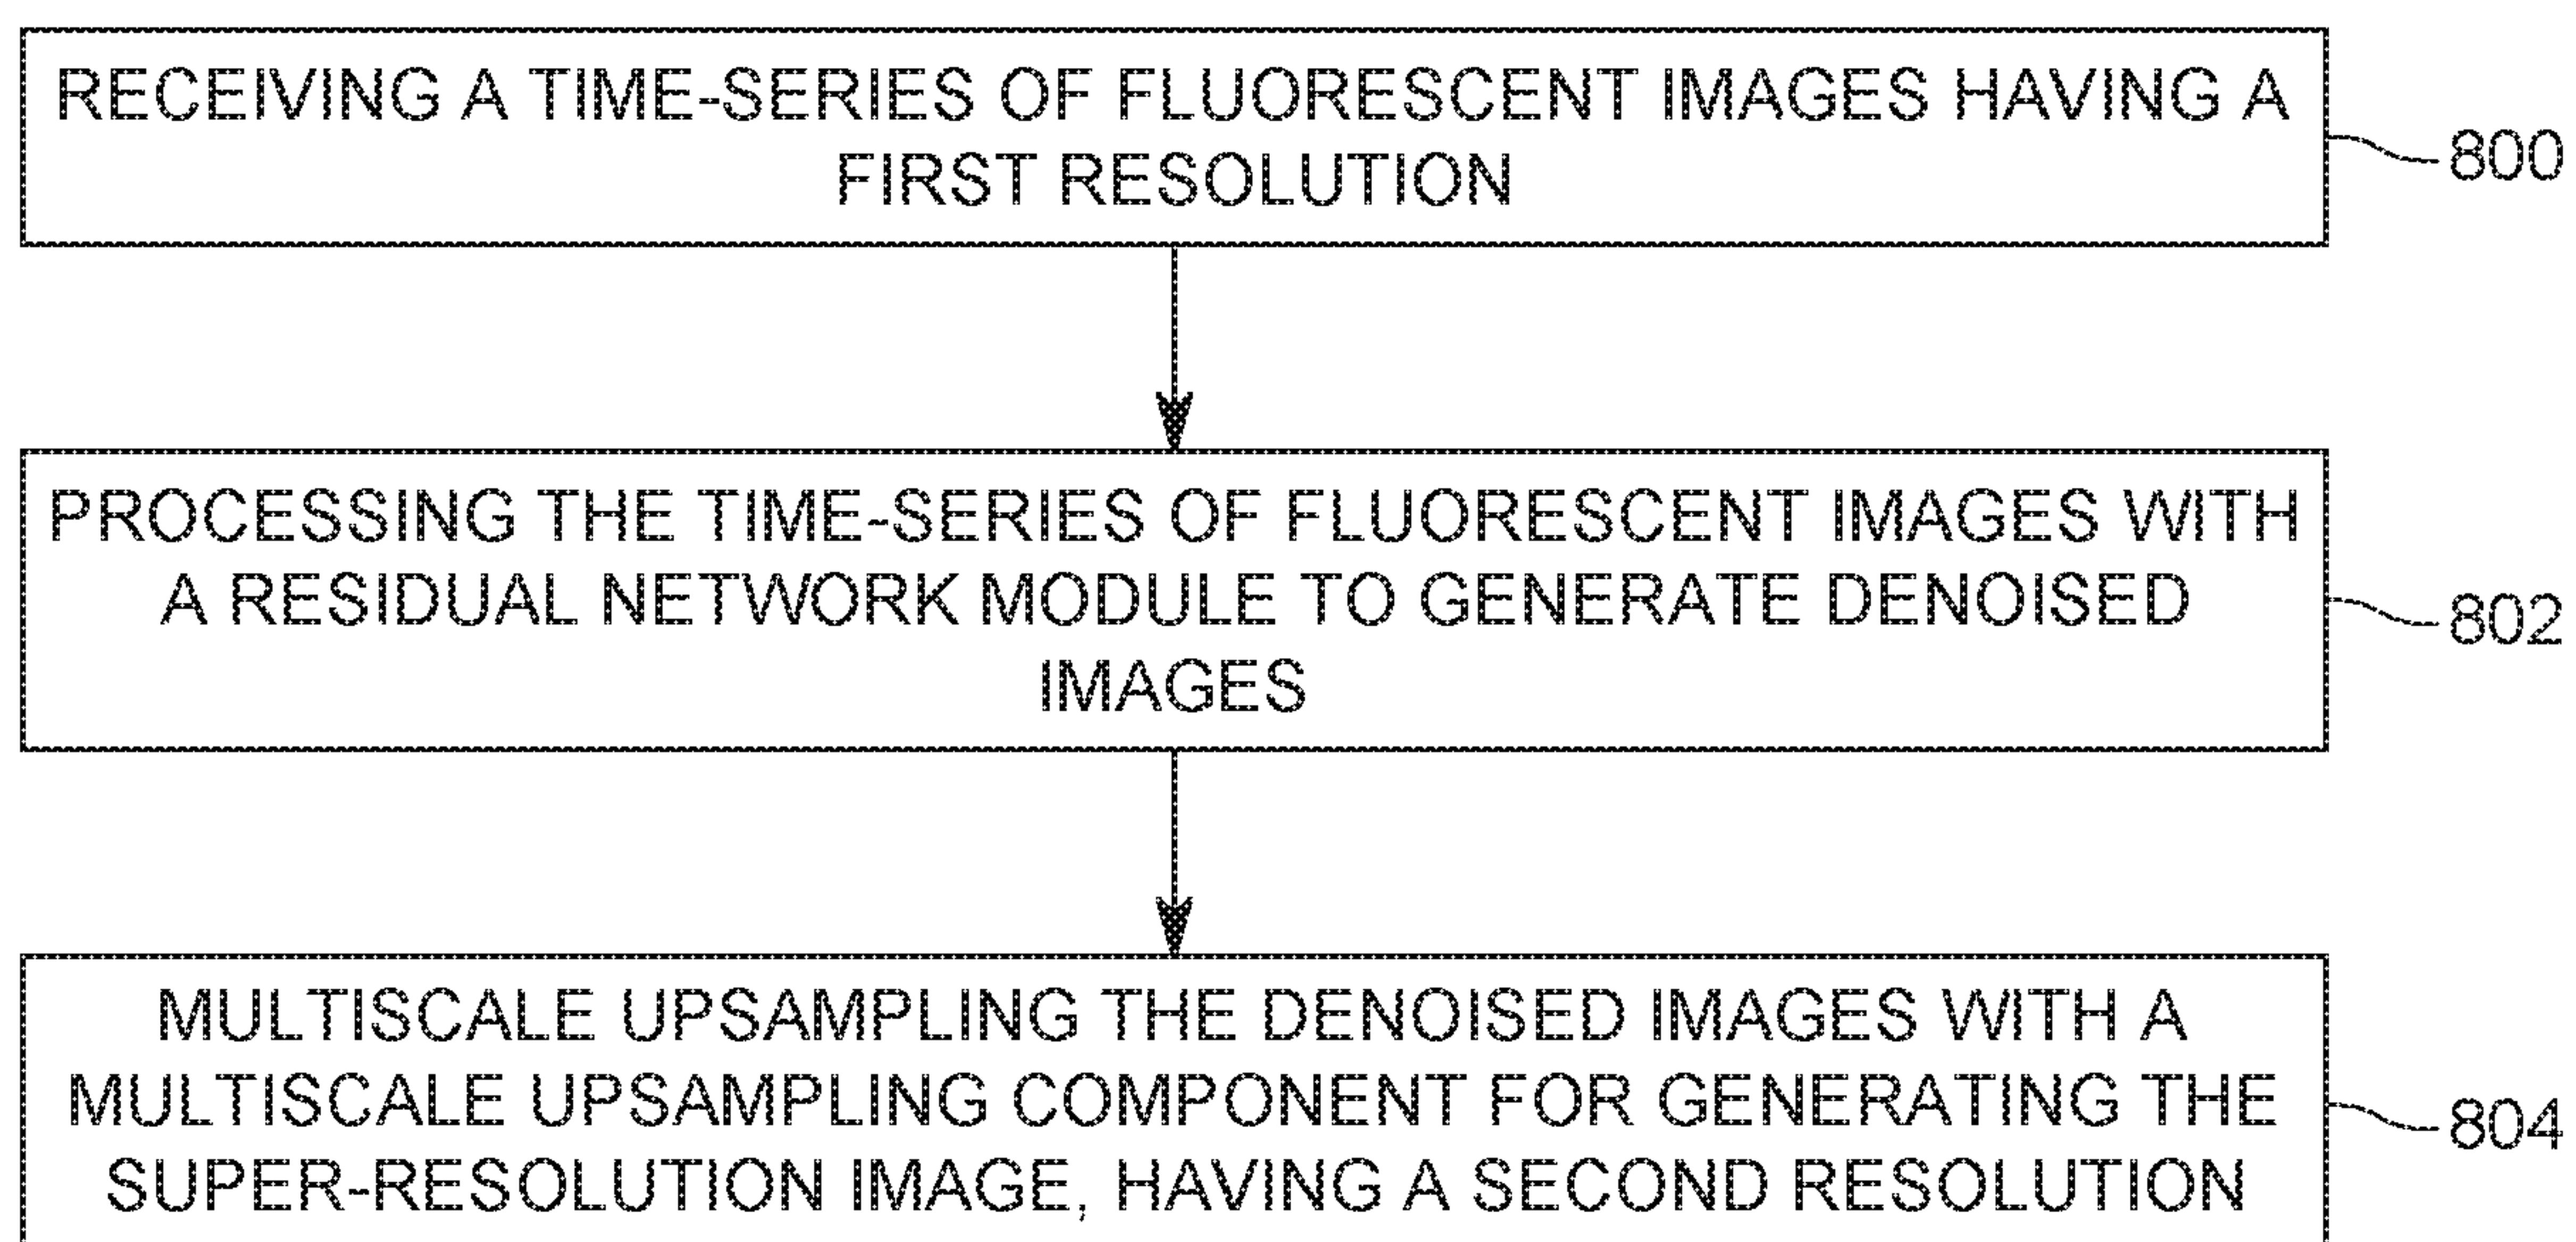 RECEIVING A TIME-SERIES OF FLUORESCENT IMAGES HAVING A
FIRST RESOLUTION
800
PROCESSING THE TIME-SERIES OF FLUORESCENT IMAGES WITH
A RESIDUAL NETWORK MODULE TO GENERATE DENOISED
IMAGES
802
MULTISCALE UPSAMPLING THE DENOISED IMAGES WITH A
MULTISCALE UPSAMPLING COMPONENT FOR GENERATING THE
SUPER-RESOLUTION IMAGE, HAVING A SECOND RESOLUTION
804